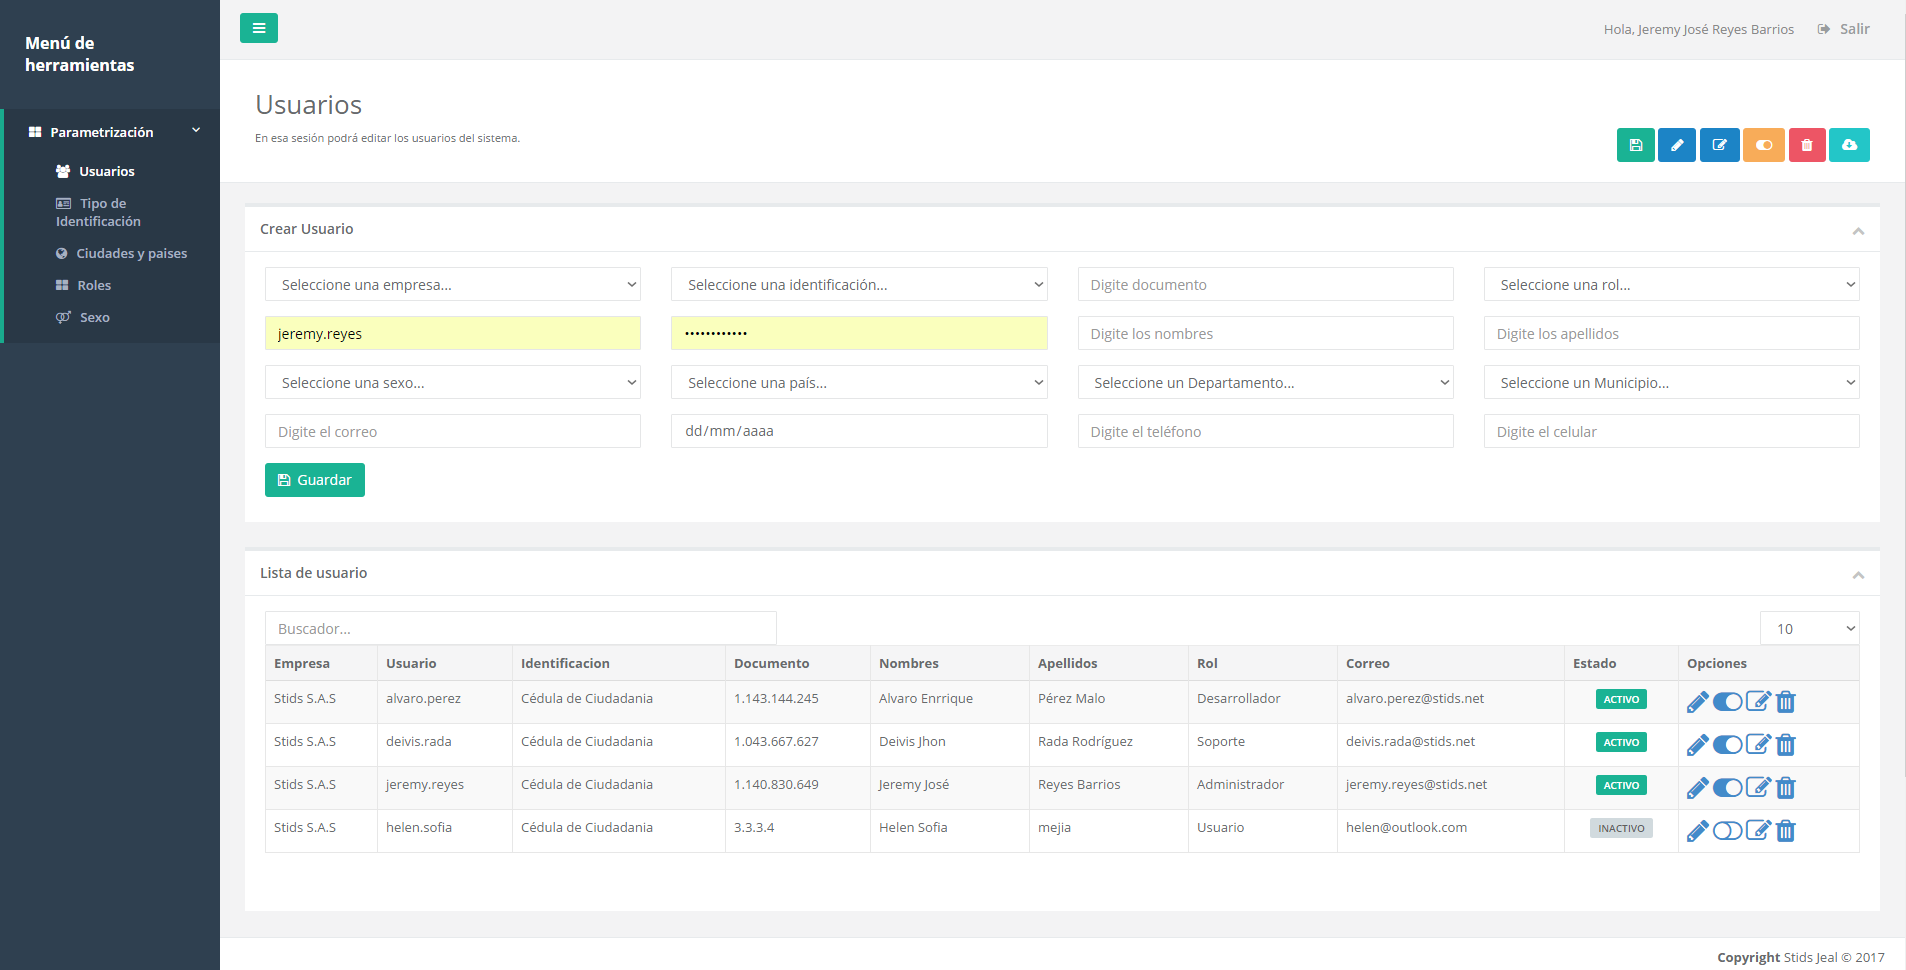 Menú de
herramientas
Hola, Jeremy José Reyes Barrios Salir
Parametrización
Usuarios
Tipo de
Identificación
Ciudades y paises
Roles
Sexo
Usuarios
En esa sesión podrá editar los usuarios del sistema.
Crear Usuario
Seleccione una empresa... Seleccione una identificación... Digite documento Seleccione una rol...
jeremy.reyes •••••••••••• Digite los nombres Digite los apellidos
Seleccione una sexo... Seleccione una país... Seleccione un Departamento... Seleccione un Municipio...
Digite el correo dd/mm/aaaa Digite el teléfono Digite el celular
Guardar
Lista de usuario
Buscador... 10
Empresa Usuario Identificacion Documento Nombres Apellidos Rol Correo Estado Opciones
Stids S.A.S alvaro.perez Cédula de Ciudadania 1.143.144.245 Alvaro Enrrique Pérez Malo Desarrollador alvaro.perez@stids.net ACTIVO
Stids S.A.S deivis.rada Cédula de Ciudadania 1.043.667.627 Deivis Jhon Rada Rodríguez Soporte deivis.rada@stids.net ACTIVO
Stids S.A.S jeremy.reyes Cédula de Ciudadania 1.140.830.649 Jeremy José Reyes Barrios Administrador jeremy.reyes@stids.net ACTIVO
Stids S.A.S helen.sofia Cédula de Ciudadania 3.3.3.4 Helen Sofia mejia Usuario helen@outlook.com INACTIVO
Copyright Stids Jeal © 2017